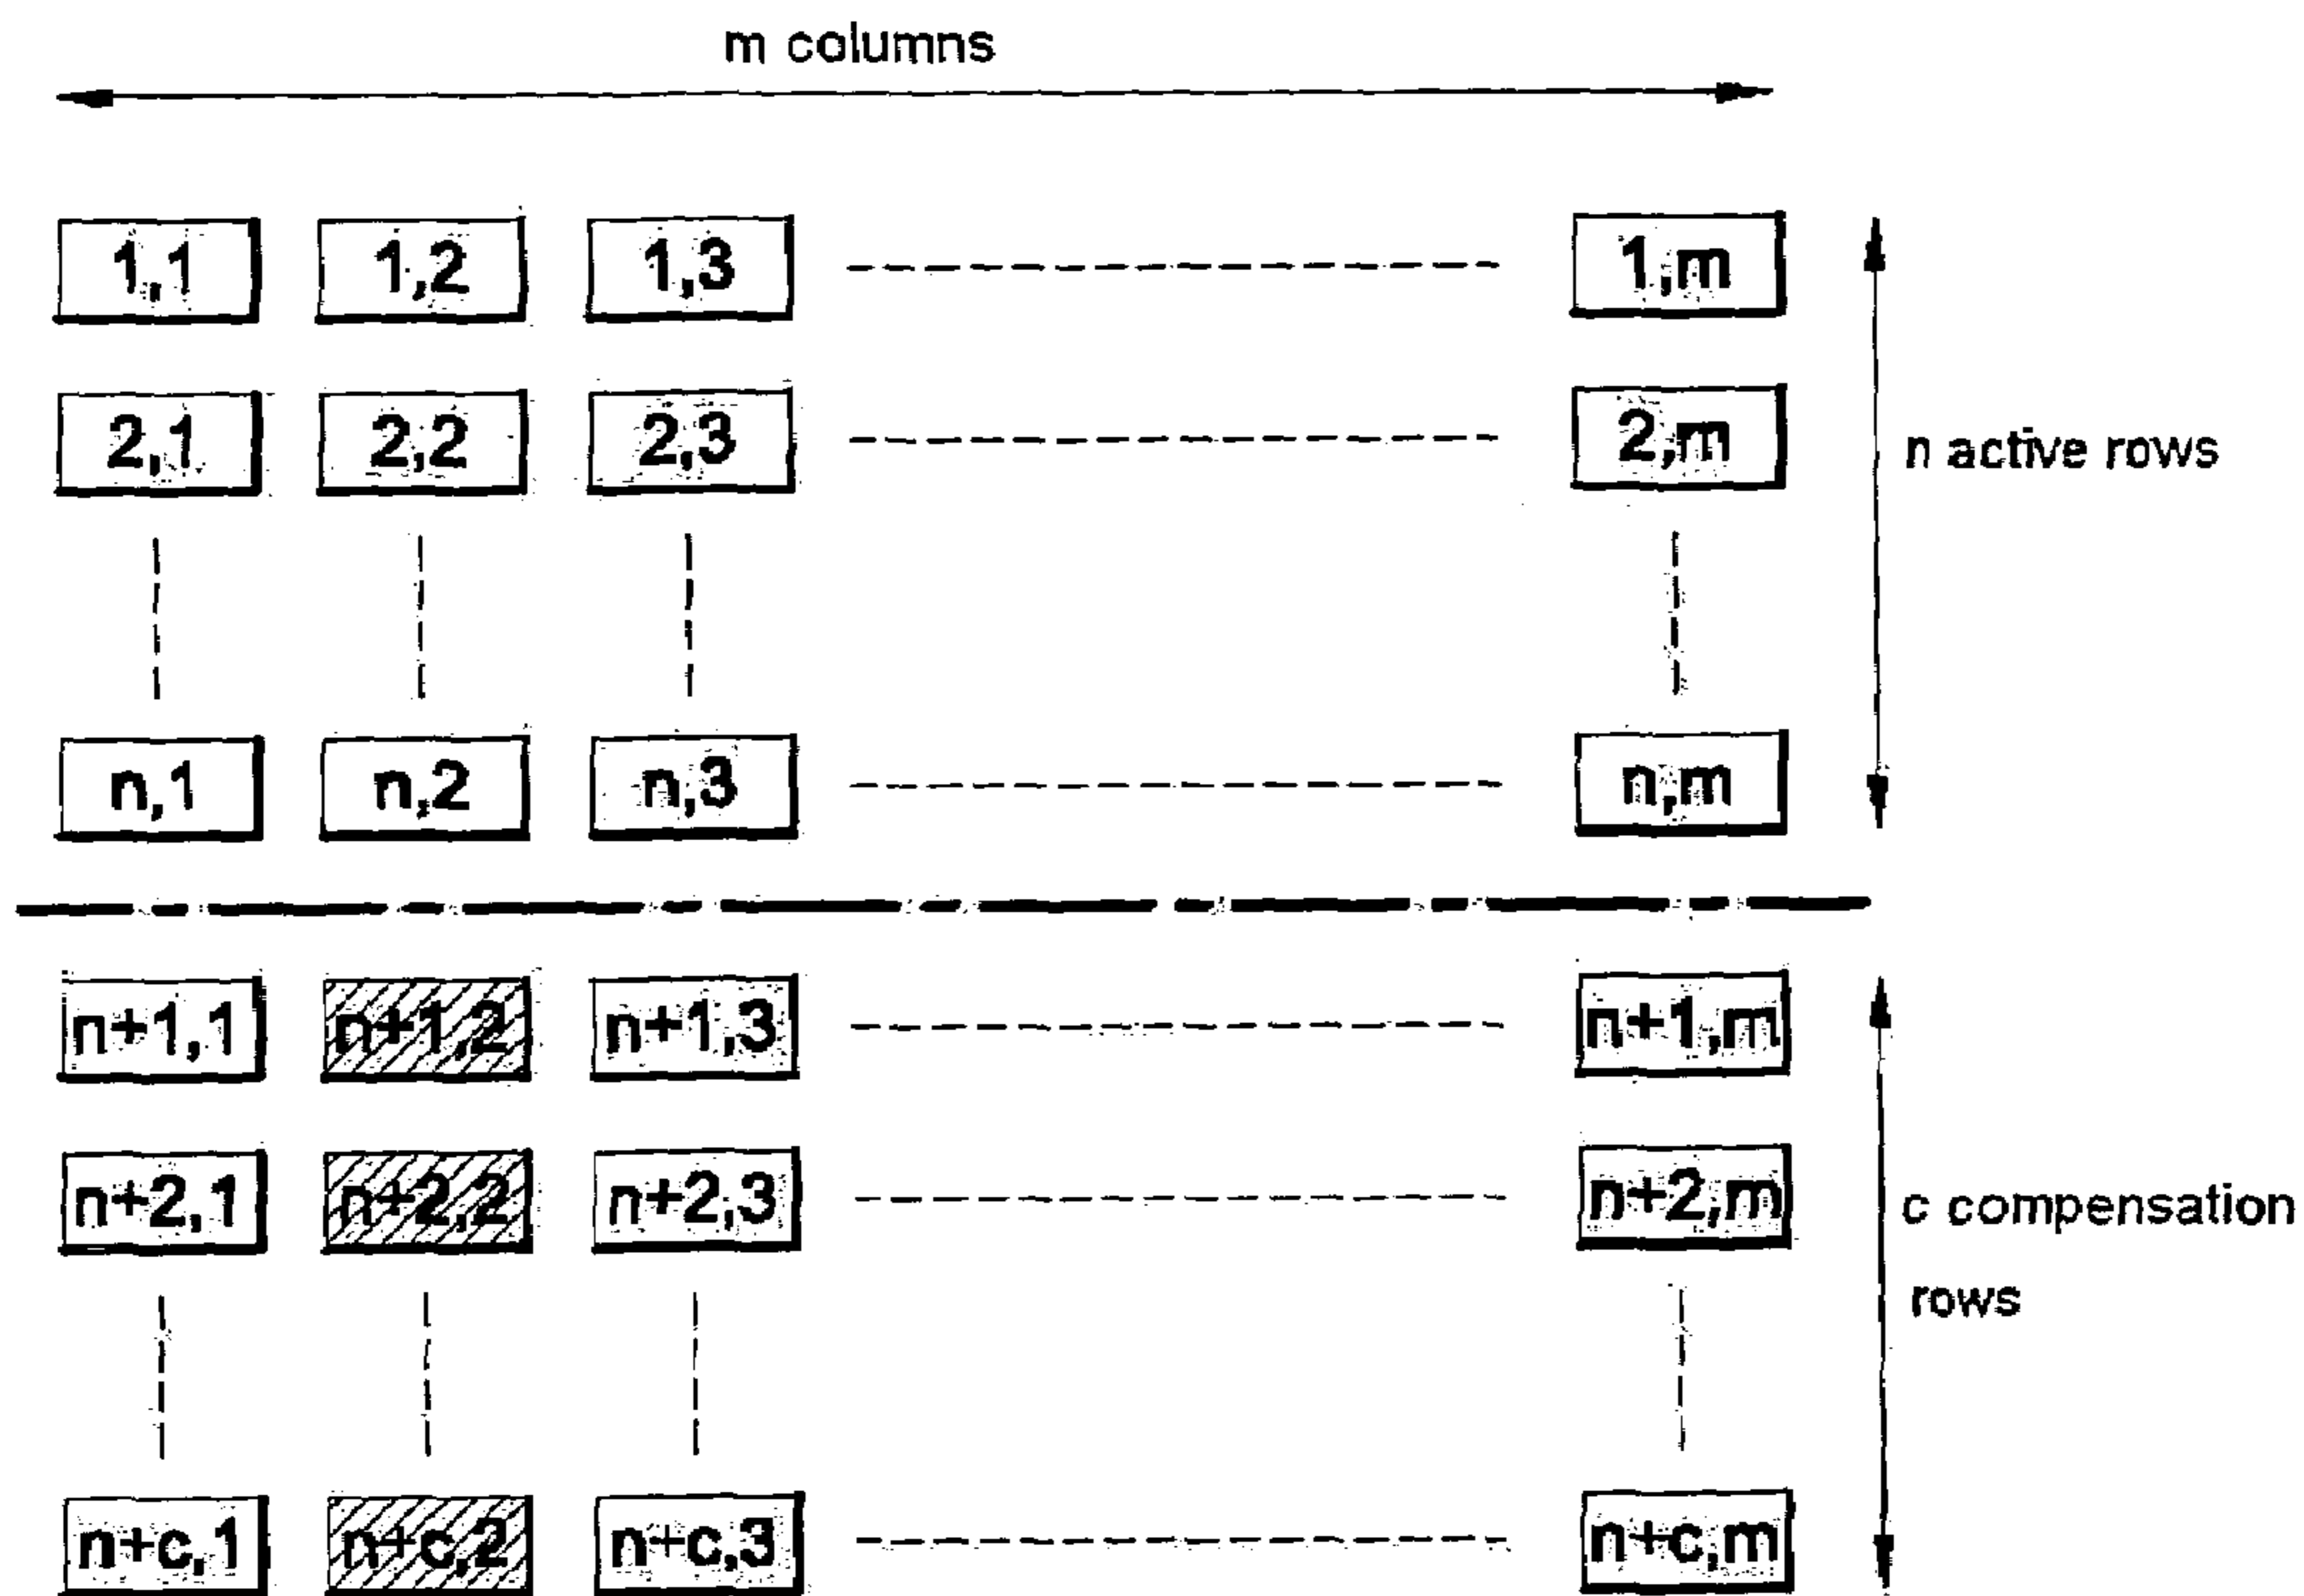 m columns
1,1 1,2 1,3 1,m
2,1 2,2 2,3 2,m
n active rows
n,1 n,2 n,3 n,m
n+1,1 n+1,2 n+1,3 n+1,m
n+2,1 n+2,2 n+2,3 n+2,m
c compensation
rows
n+c,1 n+c,2 n+c,3 n+c,m